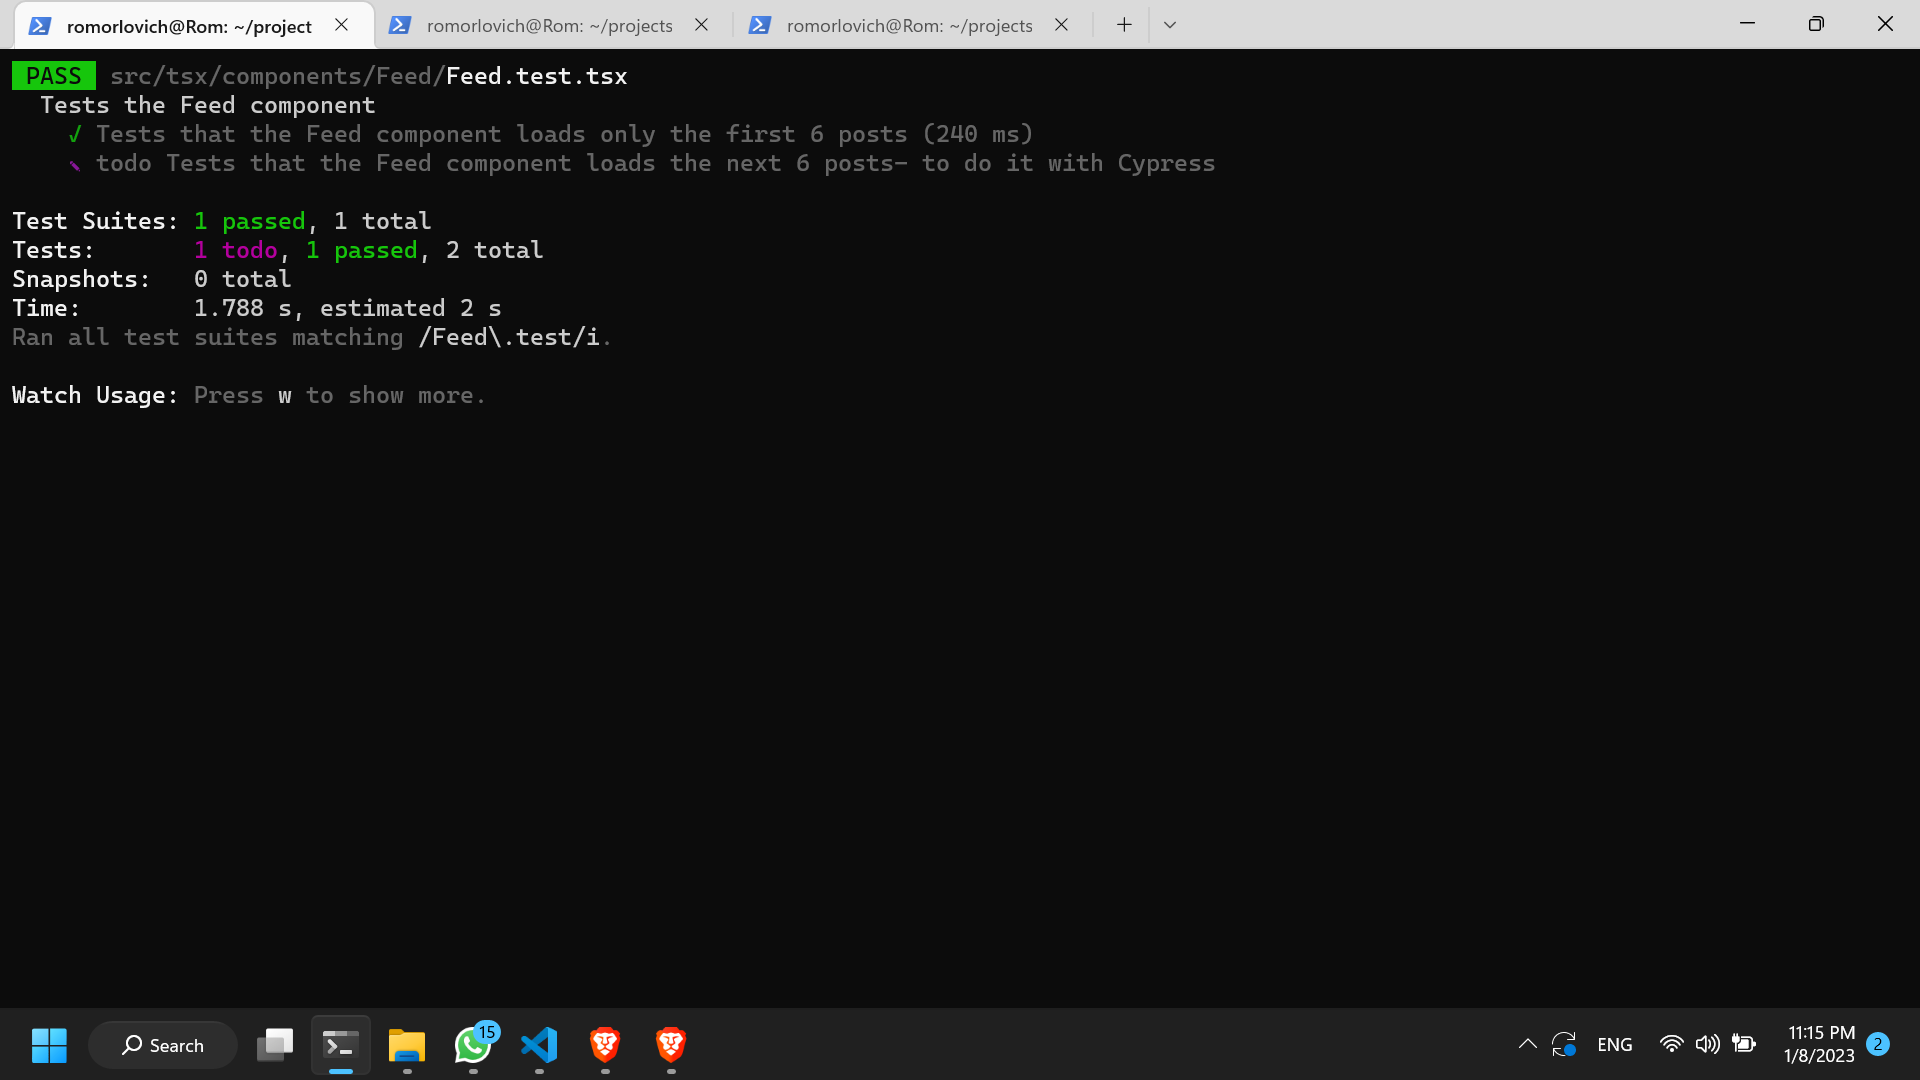 romorlovich@Rom: ~/project
romorlovich@Rom: ~/projects
romorlovich@Rom: ~/projects
PASS src/tsx/components/Feed/Feed.test.tsx
Tests the Feed component
√ Tests that the Feed component loads only the first 6 posts (240 ms)
✎ todo Tests that the Feed component loads the next 6 posts- to do it with Cypress
Test Suites: 1 passed, 1 total
Tests: 1 todo, 1 passed, 2 total
Snapshots: 0 total
Time: 1.788 s, estimated 2 s
Ran all test suites matching /Feed\.test/i.
Watch Usage: Press w to show more.
Search
15
ENG
11:15 PM
1/8/2023
2